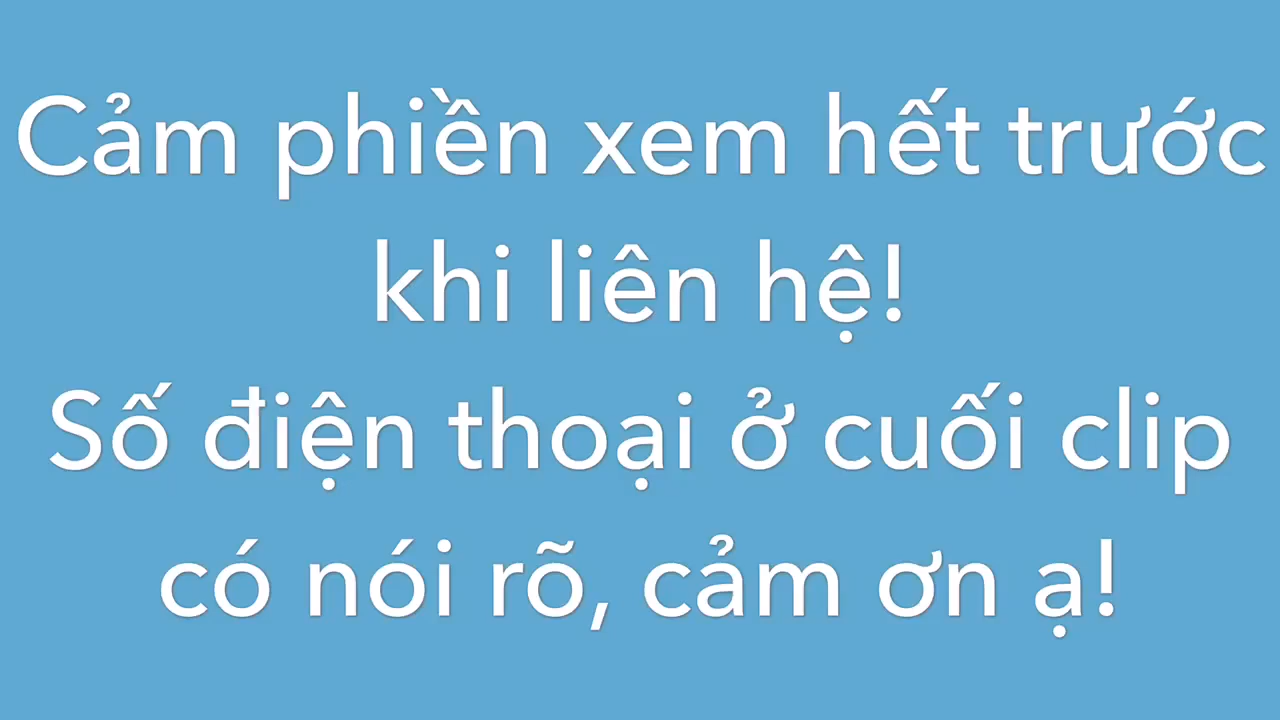 Cảm phiền xem hết trước
khi liên hệ!
Số điện thoại ở cuối clip
có nói rõ, cảm ơn ạ!